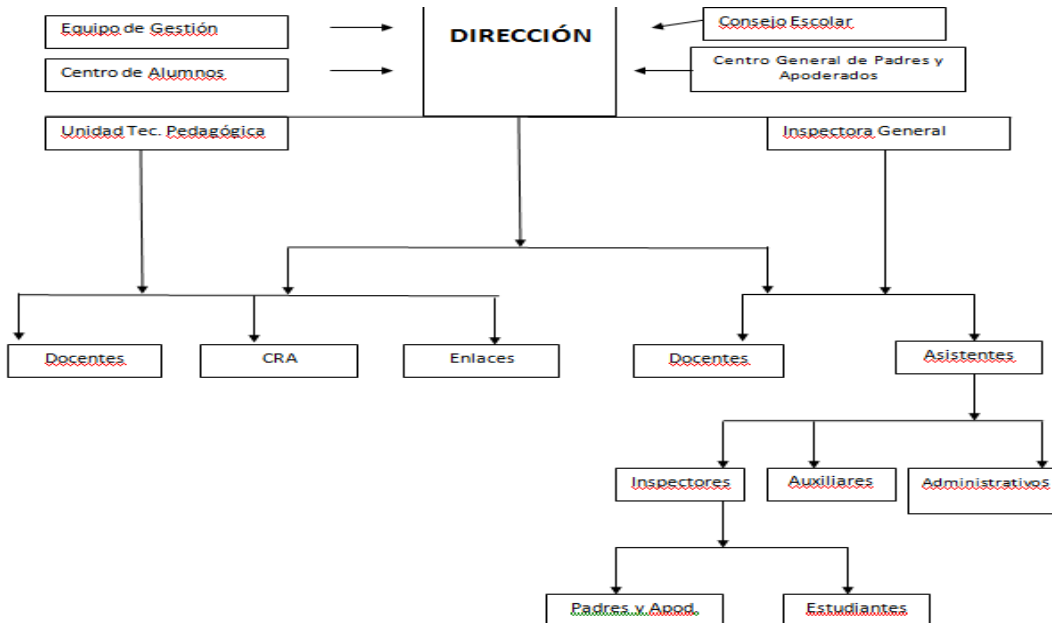 Equipo de Gestión
DIRECCIÓN
Consejo Escolar
Centro de Alumnos
Centro General de Padres y
Apoderados
Unidad Tec. Pedagógica
Inspectora General
Docentes
CRA
Enlaces
Docentes
Asistentes
Inspectores
Auxiliares
Administrativos
Padres y Apod.
Estudiantes